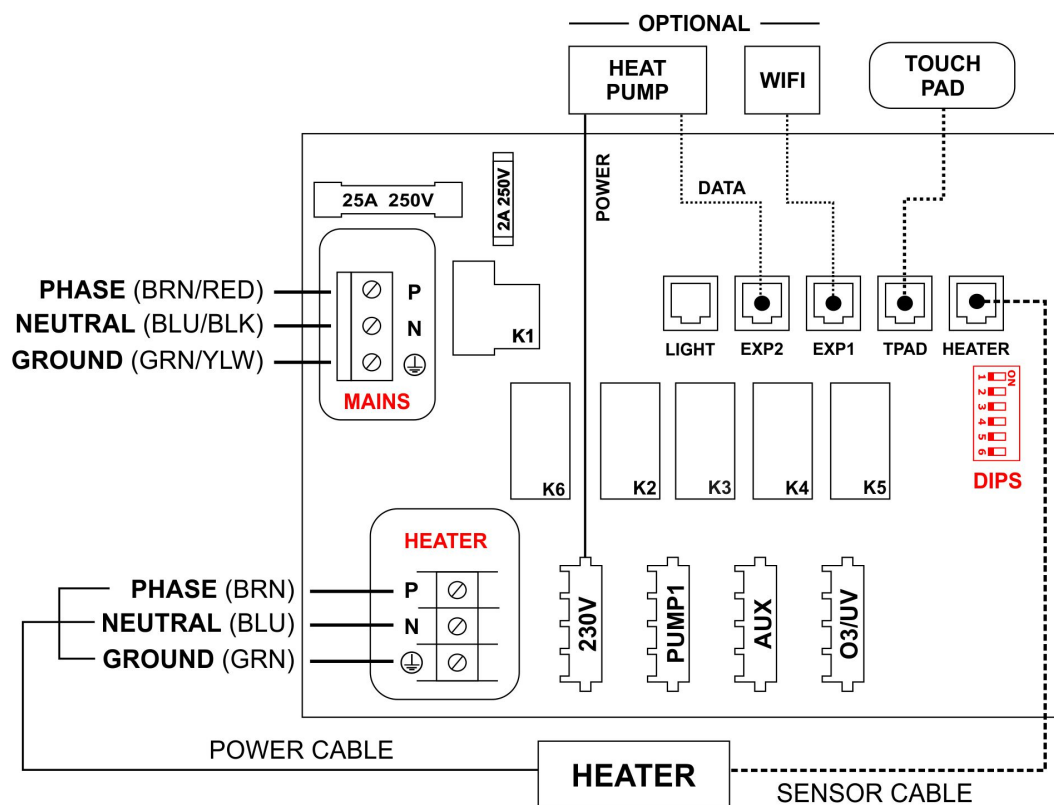 OPTIONAL
HEAT
PUMP
WIFI
TOUCH
PAD
POWER
DATA
25A 250V
2A 250V
PHASE (BRN/RED)
NEUTRAL (BLU/BLK)
GROUND (GRN/YLW)
P
N
MAINS
K1
LIGHT
EXP2
EXP1
TPAD
HEATER
ON
1
2
3
4
5
6
DIPS
K6
K2
K3
K4
K5
HEATER
PHASE (BRN)
NEUTRAL (BLU)
GROUND (GRN)
P
N
230V
PUMP1
AUX
O3/UV
POWER CABLE
HEATER
SENSOR CABLE